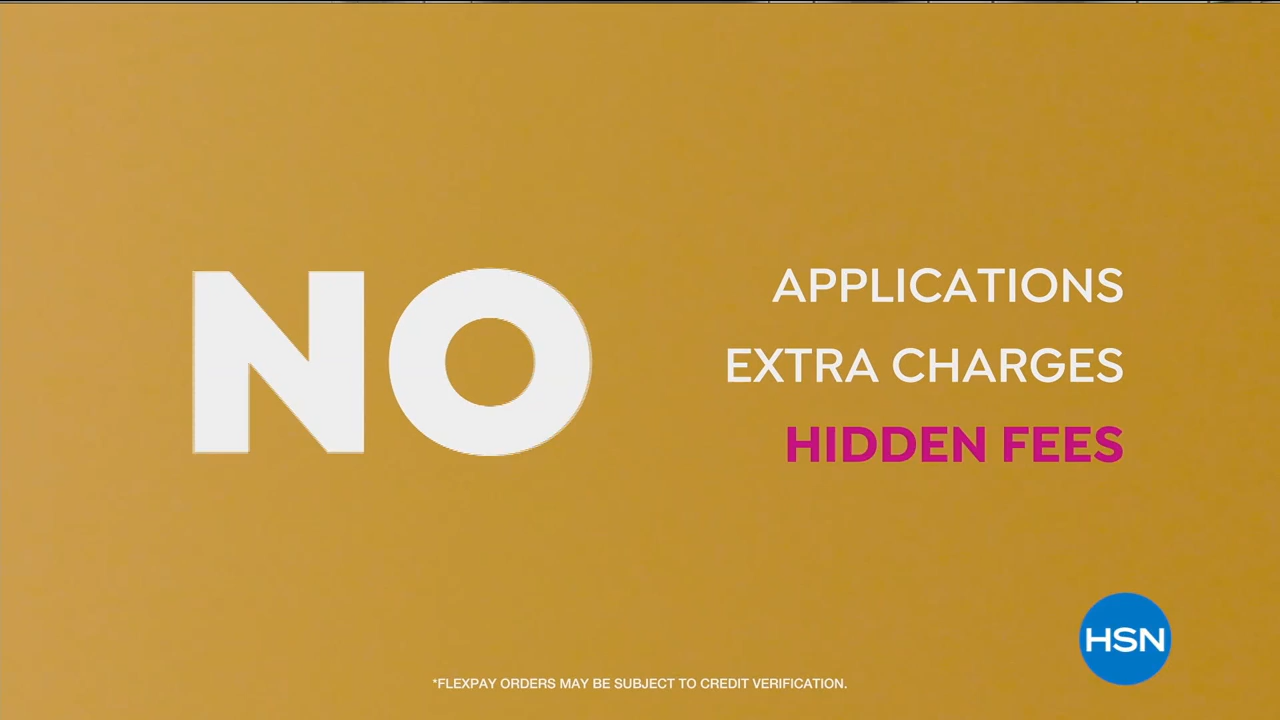 NO
APPLICATIONS
EXTRA CHARGES
HIDDEN FEES
HSN
*FLEXPAY ORDERS MAY BE SUBJECT TO CREDIT VERIFICATION.